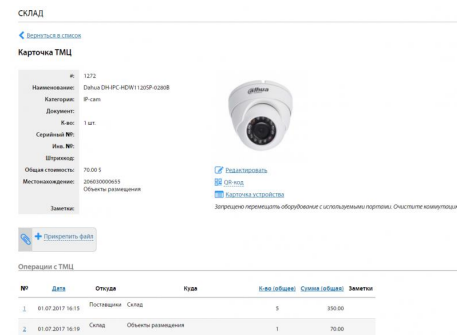 СКЛАД
Вернуться в список
Карточка ТМЦ
#: 1272
Наименование: Dahua DH-IPC-HDW1120SP-0280B
Категория: IP-cam
Документ:
К-во: 1 шт.
Серийный №:
Инв. №:
Штрихкод:
Общая стоимость: 70.00 $
Местонахождение: 206030000655
Объекты размещения
Заметки:
alhua
Редактировать
QR-код
Карточка устройства
Запрещено перемещать оборудование с используемыми портами. Очистите коммутацию
Прикрепить файл
Операции с ТМЦ
№ Дата Откуда Куда К-во (общая) Сумма (общая) Заметки
1 01.07.2017 16:15 Поставщики Склад 5 350.00
2 01.07.2017 16:19 Склад Объекты размещения 1 70.00